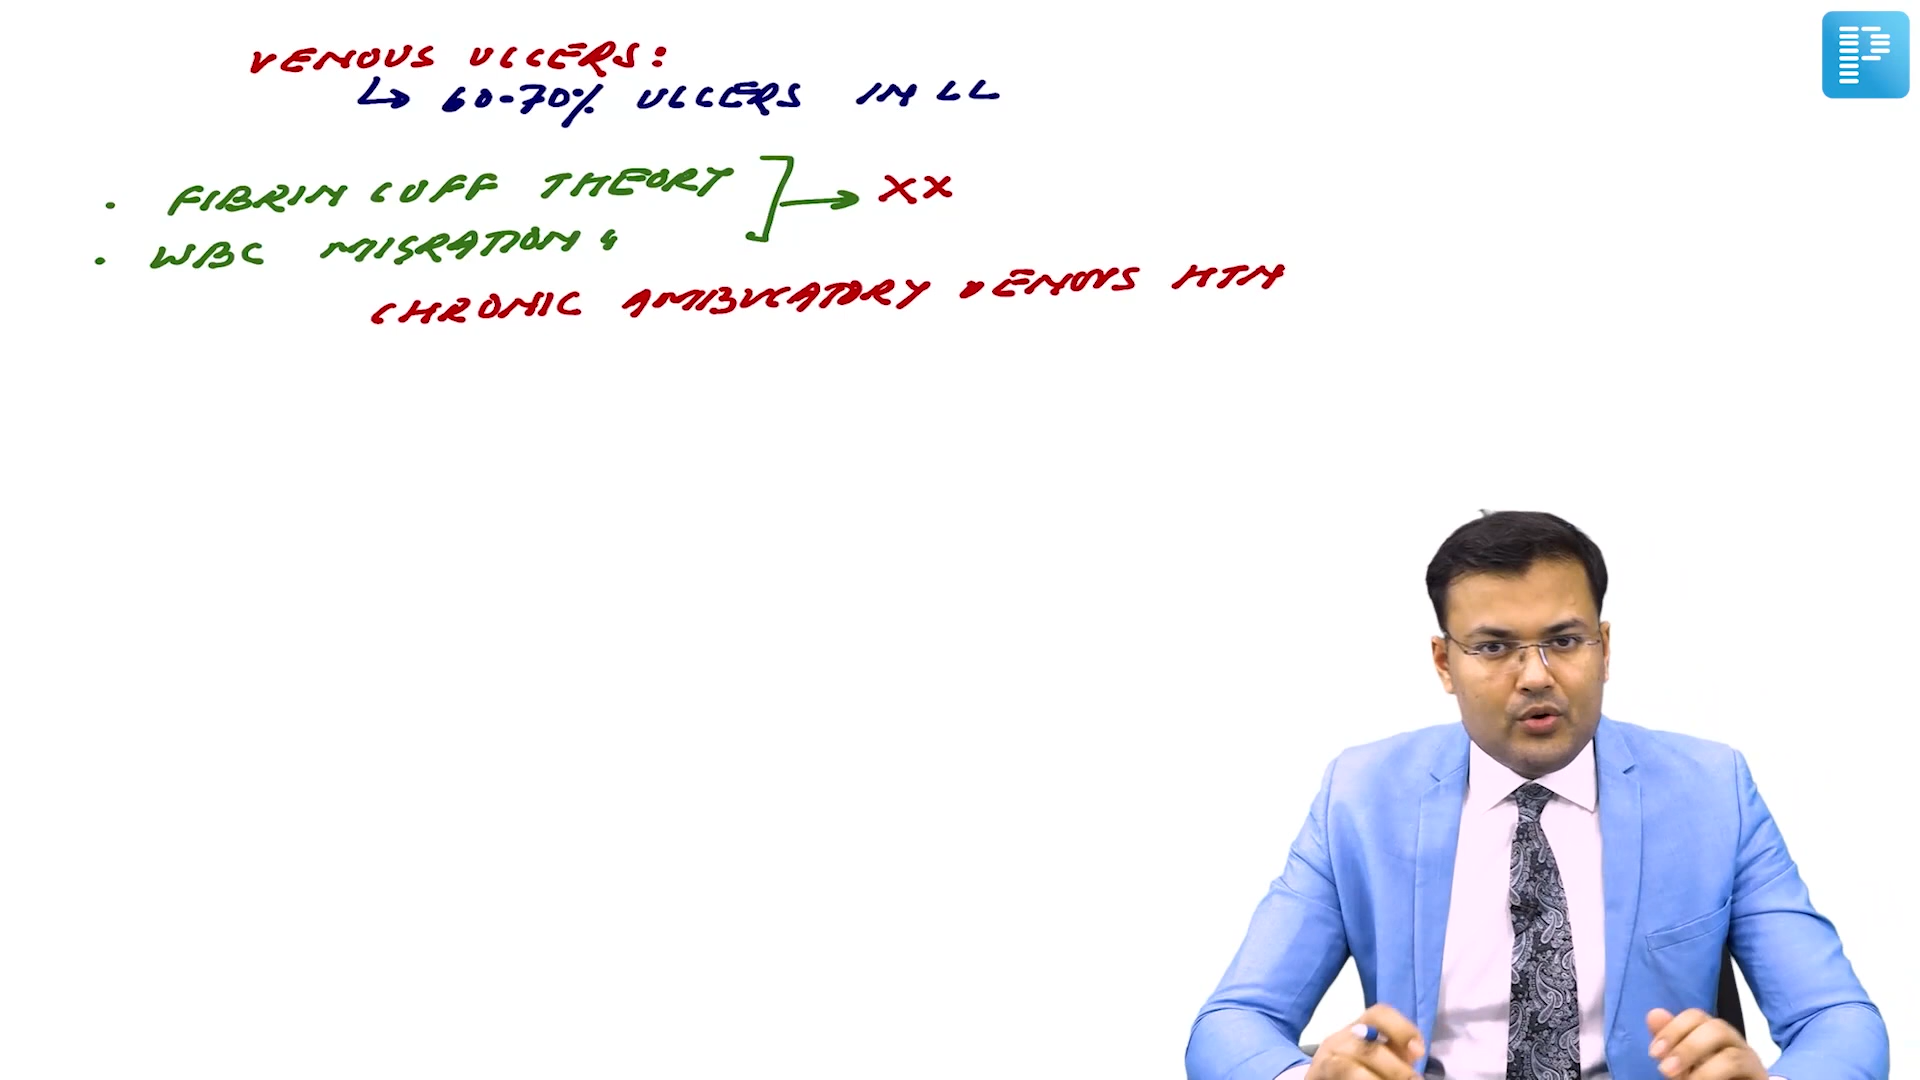 VENOUS ULCERS:
↳ 60-70% ULCERS IN LL
• FIBRIN CUFF THEORY ] → XX
• WBC MIGRATION "
CHRONIC AMBULATORY VENOUS HTN